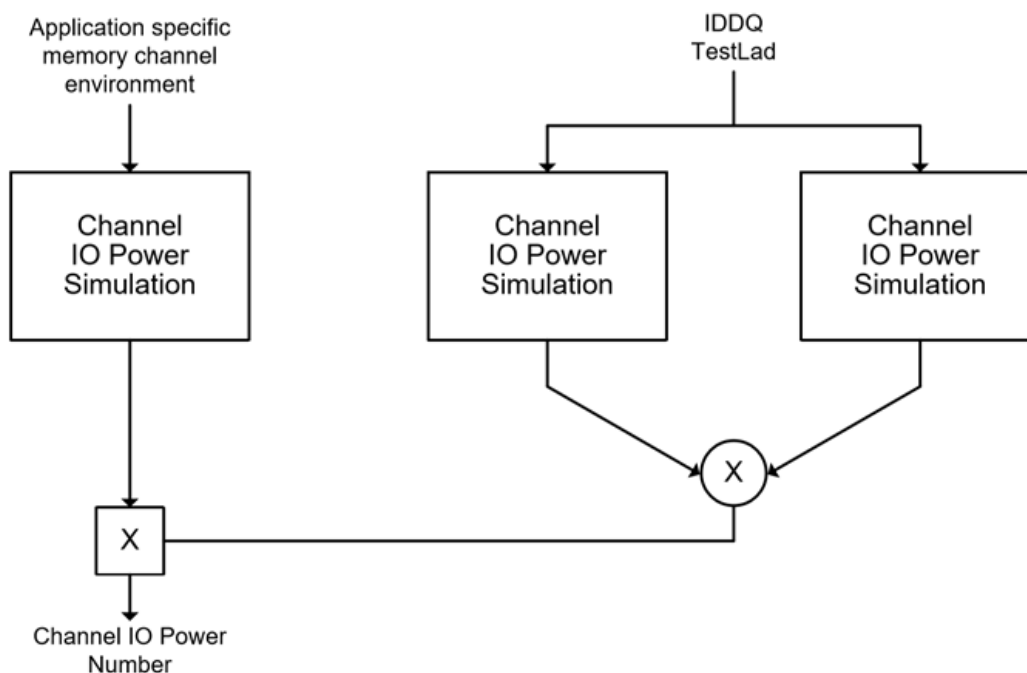 Application specific
memory channel
environment
IDDQ
TestLad
Channel
IO Power
Simulation
Channel
IO Power
Simulation
Channel
IO Power
Simulation
X
X
Channel IO Power
Number